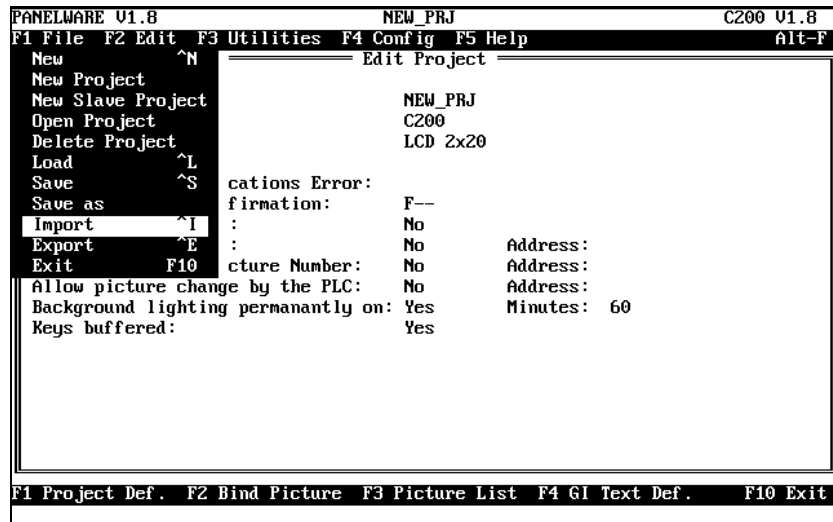 PANELWARE V1.8 NEW_PRJ C200 V1.8
F1 File F2 Edit F3 Utilities F4 Config F5 Help Alt-F
New ^N Edit Project
New Project
New Slave Project NEW_PRJ
Open Project C200
Delete Project LCD 2x20
Load ^L
Save ^S cations Error:
Save as firmation: F--
Import ^I : No
Export ^E : No Address:
Exit F10 cture Number: No Address:
Allow picture change by the PLC: No Address:
Background lighting permanantly on: Yes Minutes: 60
Keys buffered: Yes
F1 Project Def. F2 Bind Picture F3 Picture List F4 GI Text Def. F10 Exit